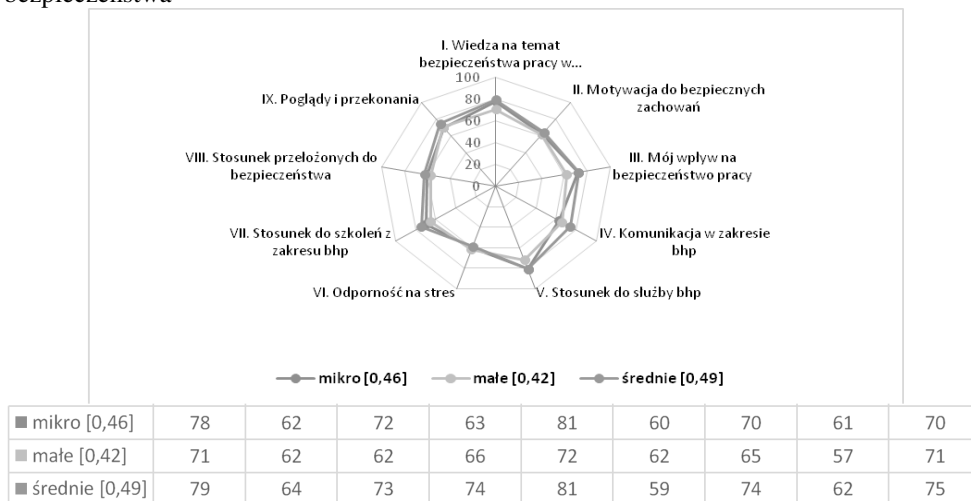 bezpieczeństwa
I. Wiedza na temat
bezpieczeństwa pracy w...
100
80
60
40
20
0
II. Motywacja do bezpiecznych
zachowań
III. Mój wpływ na
bezpieczeństwo pracy
IV. Komunikacja w zakresie
bhp
V. Stosunek do służby bhp
VI. Odporność na stres
VII. Stosunek do szkoleń z
zakresu bhp
VIII. Stosunek przełożonych do
bezpieczeństwa
IX. Poglądy i przekonania
mikro [0,46] małe [0,42] średnie [0,49]
mikro [0,46] 78 62 72 63 81 60 70 61 70
małe [0,42] 71 62 62 66 72 62 65 57 71
średnie [0,49] 79 64 73 74 81 59 74 62 75